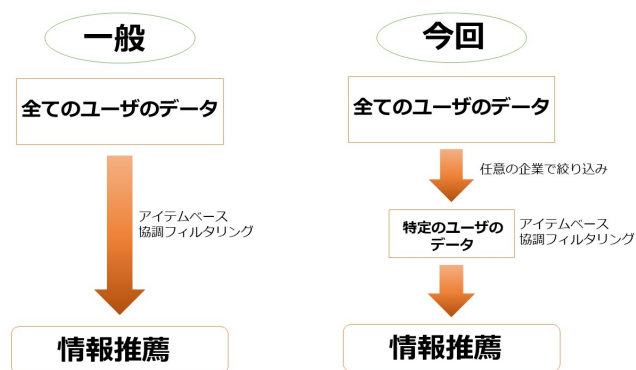 一般
全てのユーザのデータ
アイテムベース
協調フィルタリング
情報推薦
今回
全てのユーザのデータ
任意の企業で絞り込み
特定のユーザの
データ
アイテムベース
協調フィルタリング
情報推薦